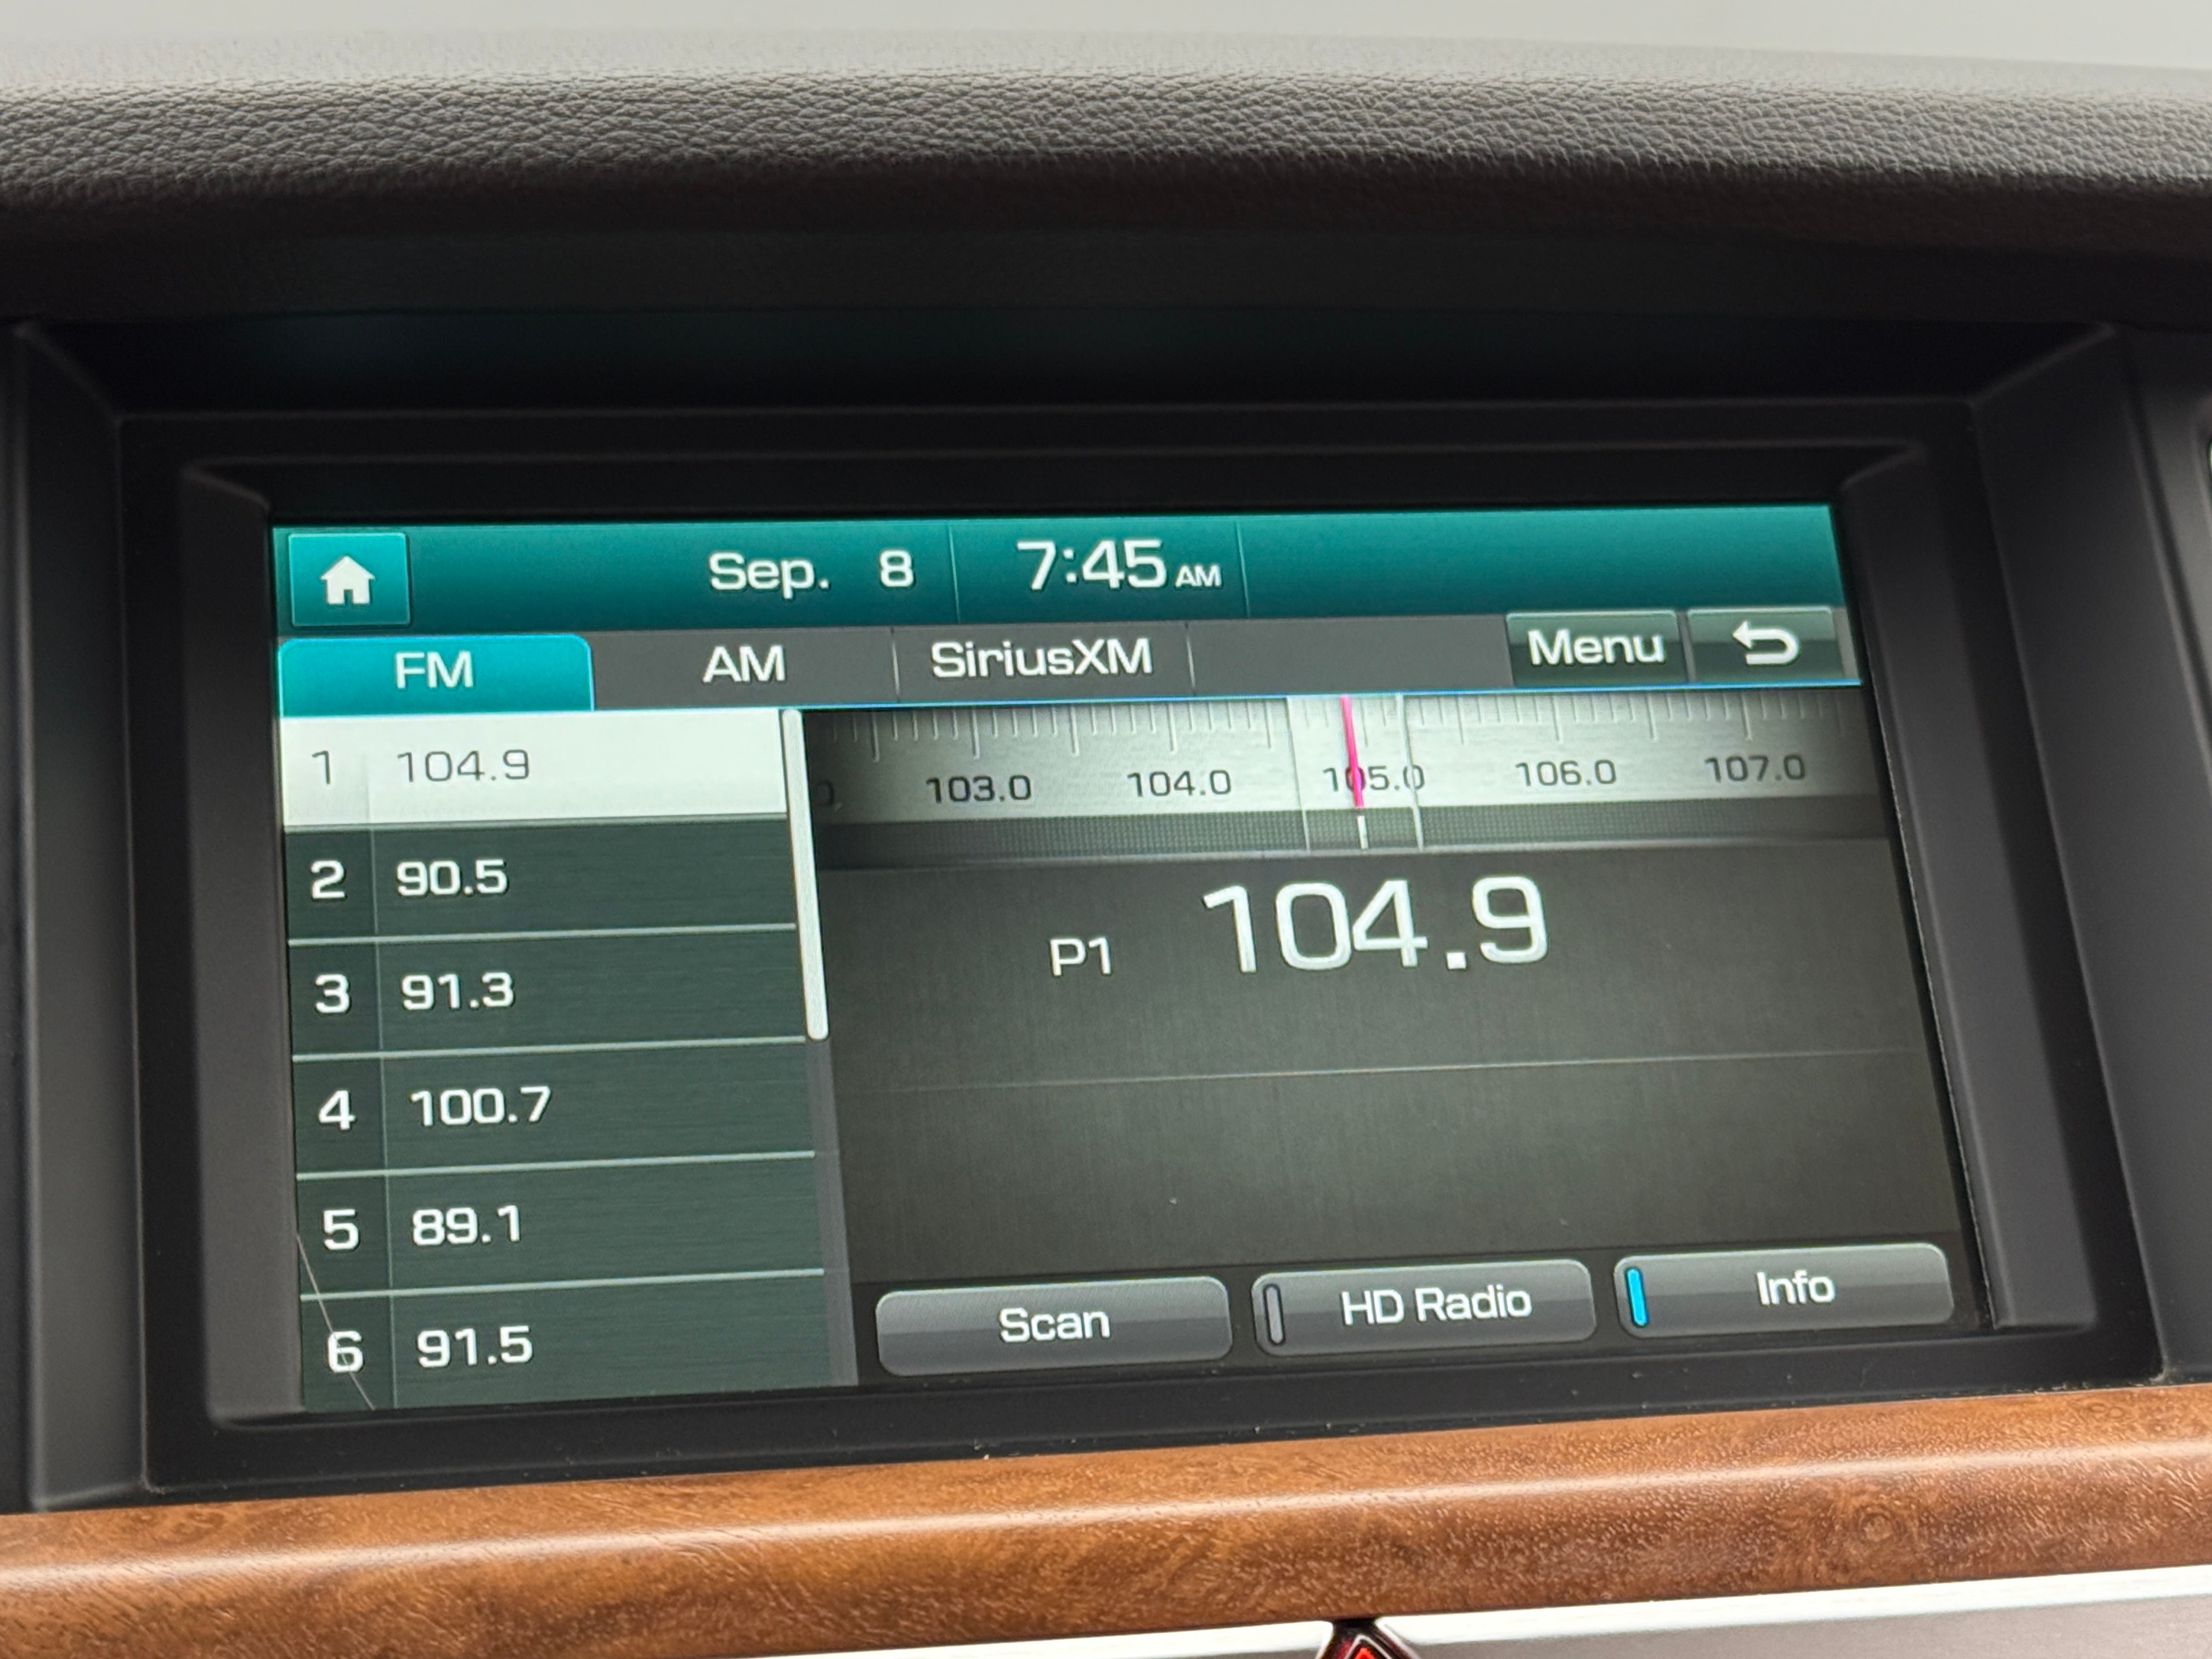 Sep. 8 7:45 AM
FM AM SiriusXM Menu
1 104.9
103.0 104.0 105.0 106.0 107.0
2 90.5
P1 104.9
3 91.3
4 100.7
5 89.1
6 91.5
Scan HD Radio Info